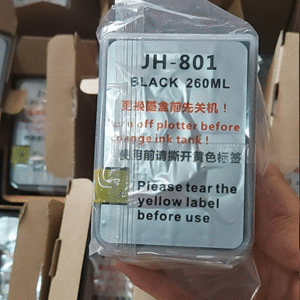 JH-801
BLACK 260ML
更换墨盒前先关机！
Turn off plotter before
change ink tank!
使用前请撕开黄色标签
Please tear the
yellow label
before use